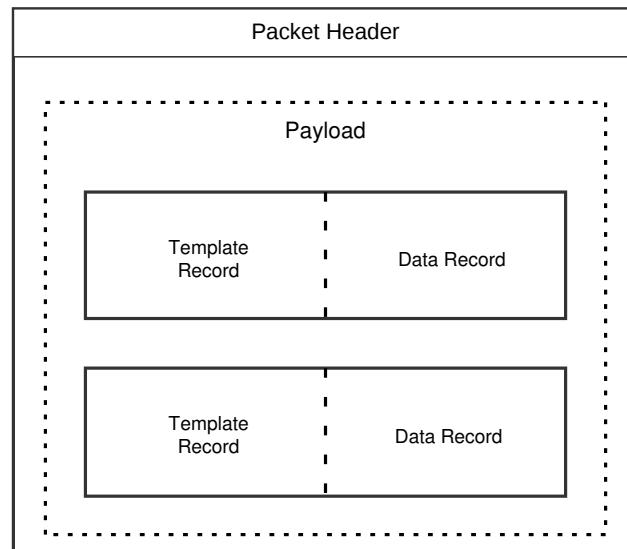 Packet Header
Payload
Template
Record
Data Record
Template
Record
Data Record